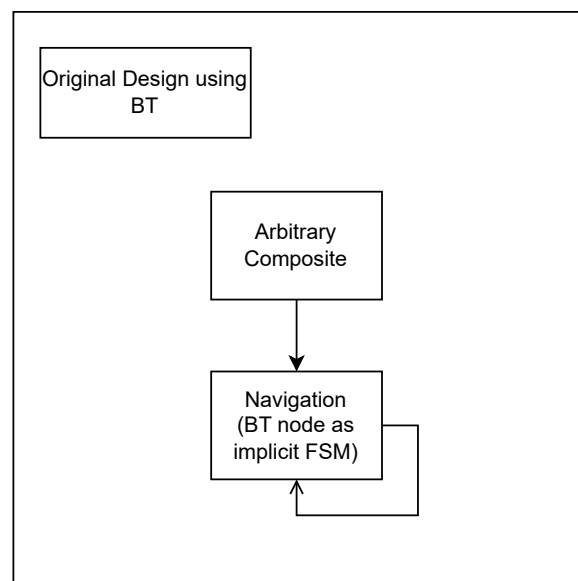 Original Design using
BT
Arbitrary
Composite
Navigation
(BT node as
implicit FSM)